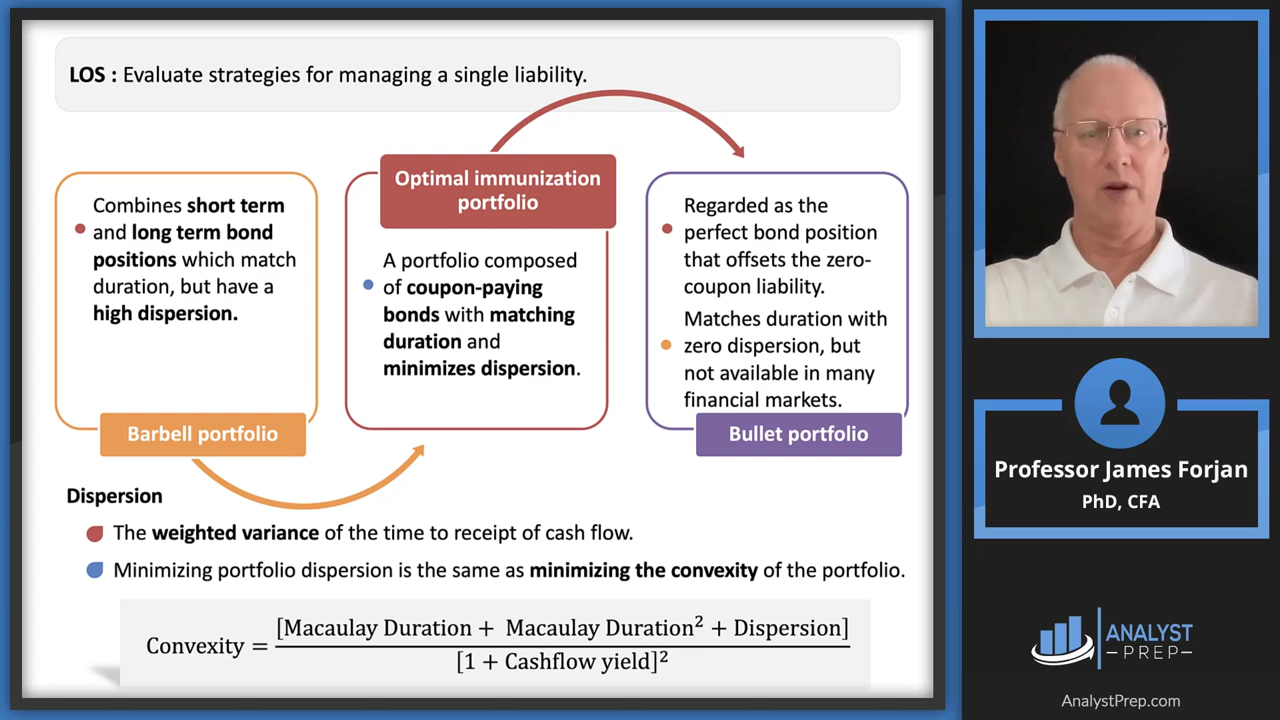 LOS : Evaluate strategies for managing a single liability.
Combines short term
and long term bond
positions which match
duration, but have a
high dispersion.
Barbell portfolio
Optimal immunization
portfolio
A portfolio composed
of coupon-paying
bonds with matching
duration and
minimizes dispersion.
Regarded as the
perfect bond position
that offsets the zero-
coupon liability.
Matches duration with
zero dispersion, but
not available in many
financial markets.
Bullet portfolio
Dispersion
The weighted variance of the time to receipt of cash flow.
Minimizing portfolio dispersion is the same as minimizing the convexity of the portfolio.
Convexity = [Macaulay Duration + Macaulay Duration² + Dispersion]
[1 + Cashflow yield]²
Professor James Forjan
PhD, CFA
ANALYST
–PREP–
AnalystPrep.com